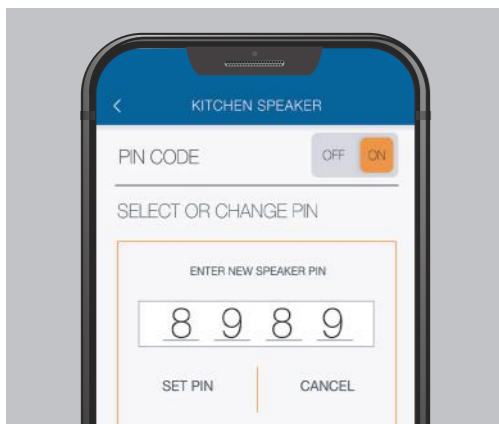 < KITCHEN SPEAKER
PIN CODE OFF ON
SELECT OR CHANGE PIN
ENTER NEW SPEAKER PIN
8 9 8 9
SET PIN CANCEL